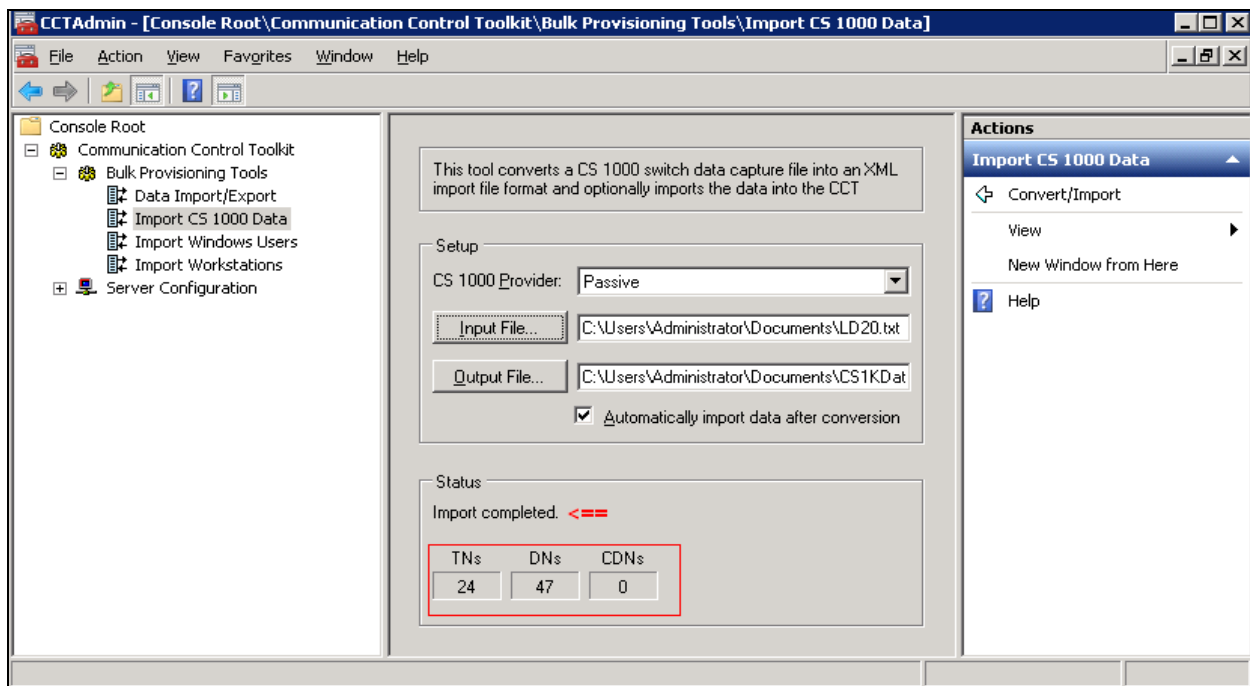 CCTAdmin - [Console Root\Communication Control Toolkit\Bulk Provisioning Tools\Import CS 1000 Data]
File Action View Favorites Window Help
Console Root
Communication Control Toolkit
Bulk Provisioning Tools
Data Import/Export
Import CS 1000 Data
Import Windows Users
Import Workstations
Server Configuration
This tool converts a CS 1000 switch data capture file into an XML
import file format and optionally imports the data into the CCT
Setup
CS 1000 Provider: Passive
Input File... C:\Users\Administrator\Documents\LD20.txt
Output File... C:\Users\Administrator\Documents\CS1KDat
Automatically import data after conversion
Status
Import completed. <==
TNs DNs CDNs
24 47 0
Actions
Import CS 1000 Data
Convert/Import
View
New Window from Here
? Help